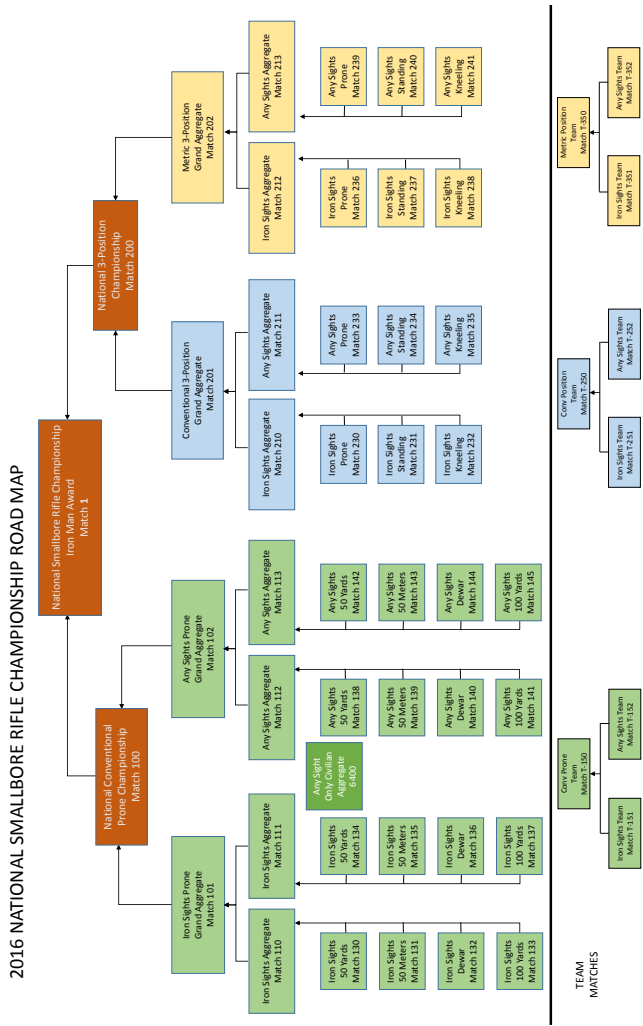 2016 NATIONAL SMALLBORE RIFLE CHAMPIONSHIP ROAD MAP
National Smallbore Rifle Championship
Iron Man Award
Match 1
National Conventional
Prone Championship
Match 100
National 3-Position
Championship
Match 200
Iron Sights Prone
Grand Aggregate
Match 101
Any Sights Prone
Grand Aggregate
Match 102
Conventional 3-Position
Grand Aggregate
Match 201
Metric 3-Position
Grand Aggregate
Match 202
Iron Sights Aggregate
Match 110
Iron Sights Aggregate
Match 111
Any Sights Aggregate
Match 112
Any Sights Aggregate
Match 113
Iron Sights Aggregate
Match 210
Any Sights Aggregate
Match 211
Iron Sights Aggregate
Match 212
Any Sights Aggregate
Match 213
Any Sight
Only Civilian
Aggregate
6400
Iron Sights
50 Yards
Match 130
Iron Sights
50 Yards
Match 134
Any Sights
50 Yards
Match 138
Any Sights
50 Yards
Match 142
Iron Sights
Prone
Match 230
Any Sights
Prone
Match 233
Iron Sights
Prone
Match 236
Any Sights
Prone
Match 239
Iron Sights
50 Meters
Match 131
Iron Sights
50 Meters
Match 135
Any Sights
50 Meters
Match 139
Any Sights
50 Meters
Match 143
Iron Sights
Standing
Match 231
Any Sights
Standing
Match 234
Iron Sights
Standing
Match 237
Any Sights
Standing
Match 240
Iron Sights
Dewar
Match 132
Iron Sights
Dewar
Match 136
Any Sights
Dewar
Match 140
Any Sights
Dewar
Match 144
Iron Sights
Kneeling
Match 232
Any Sights
Kneeling
Match 235
Iron Sights
Kneeling
Match 238
Any Sights
Kneeling
Match 241
Iron Sights
100 Yards
Match 133
Iron Sights
100 Yards
Match 137
Any Sights
100 Yards
Match 141
Any Sights
100 Yards
Match 145
TEAM
MATCHES
Conv Prone
Team
Match T-150
Conv Position
Team
Match T-250
Metric Position
Team
Match T-350
Iron Sights Team
Match T-151
Any Sights Team
Match T-152
Iron Sights Team
Match T-251
Any Sights Team
Match T-252
Iron Sights Team
Match T-351
Any Sights Team
Match T-352